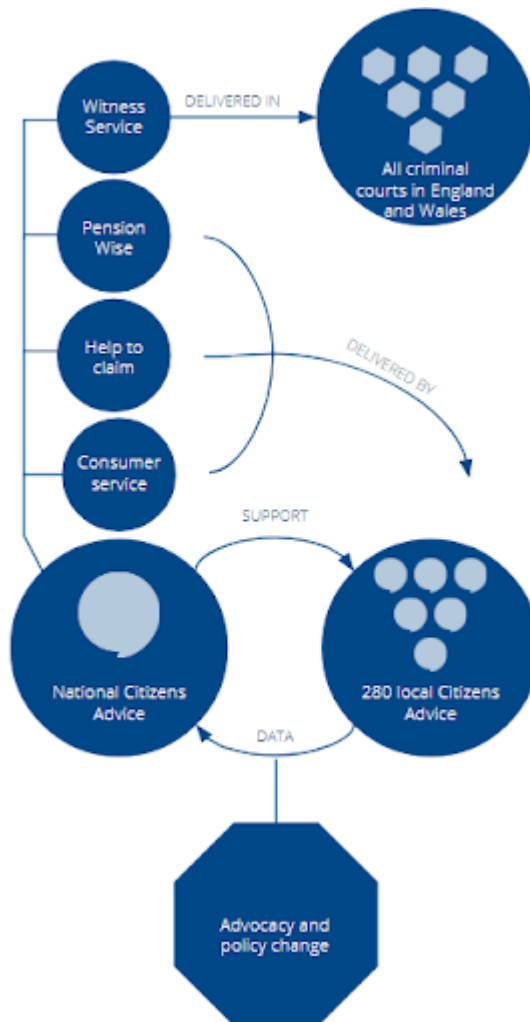 Witness
Service
DELIVERED IN
All criminal
courts in England
and Wales
Pension
Wise
Help to
claim
DELIVERED BY
Consumer
service
SUPPORT
National Citizens
Advice
280 local Citizens
Advice
DATA
Advocacy and
policy change